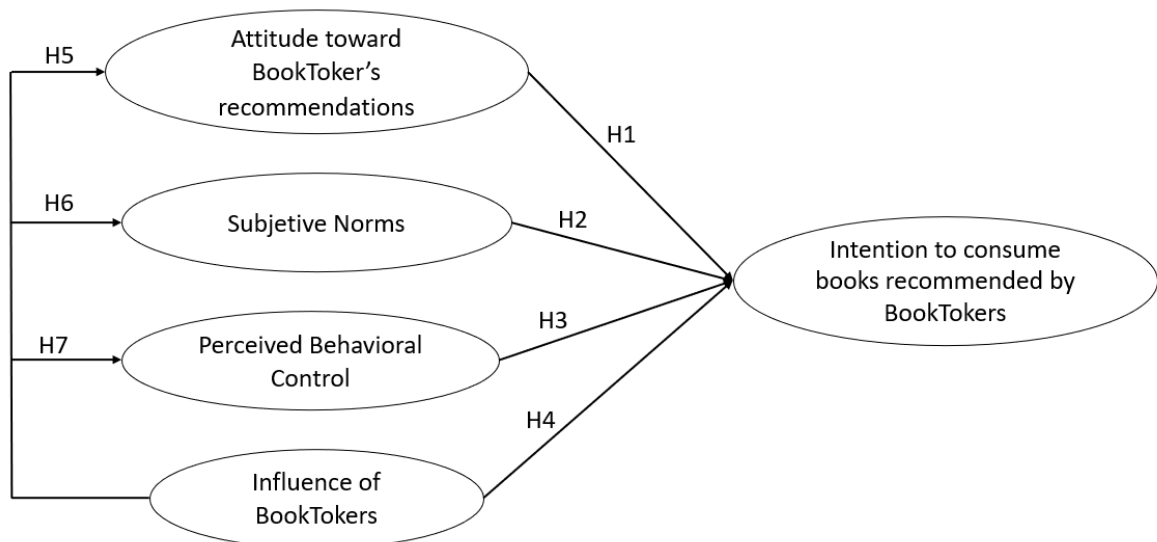 H5
Attitude toward
BookToker's
recommendations
H1
H6
Subjetive Norms
H2
Intention to consume
books recommended by
BookTokers
H7
Perceived Behavioral
Control
H3
H4
Influence of
BookTokers